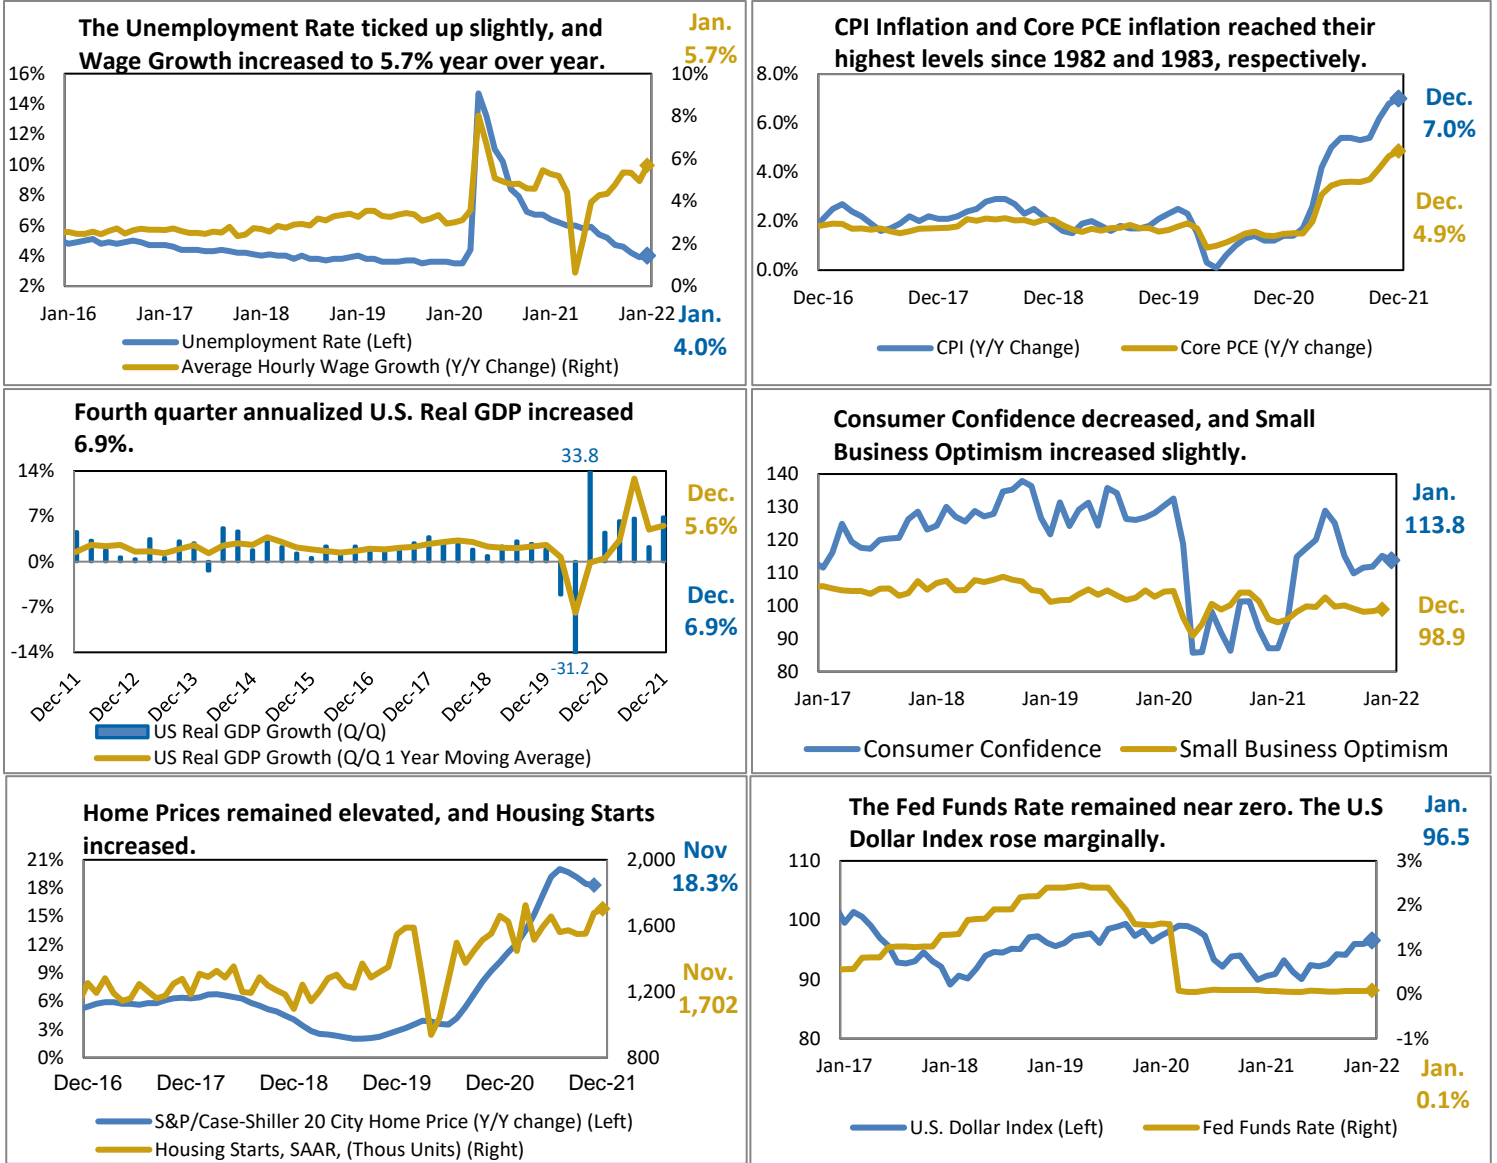 The Unemployment Rate ticked up slightly, and
Wage Growth increased to 5.7% year over year.
Jan.
5.7%
16%
14%
12%
10%
8%
6%
4%
2%
10%
8%
6%
4%
2%
0%
Jan-16
Jan-17
Jan-18
Jan-19
Jan-20
Jan-21
Jan-22
Jan.
4.0%
Unemployment Rate (Left)
Average Hourly Wage Growth (Y/Y Change) (Right)
CPI Inflation and Core PCE inflation reached their
highest levels since 1982 and 1983, respectively.
8.0%
6.0%
4.0%
2.0%
0.0%
Dec.
7.0%
Dec.
4.9%
Dec-16
Dec-17
Dec-18
Dec-19
Dec-20
Dec-21
CPI (Y/Y Change)
Core PCE (Y/Y change)
Fourth quarter annualized U.S. Real GDP increased
6.9%.
33.8
14%
7%
0%
-7%
-14%
-31.2
Dec.
5.6%
Dec.
6.9%
Dec-11
Dec-12
Dec-13
Dec-14
Dec-15
Dec-16
Dec-17
Dec-18
Dec-19
Dec-20
Dec-21
US Real GDP Growth (Q/Q)
US Real GDP Growth (Q/Q 1 Year Moving Average)
Consumer Confidence decreased, and Small
Business Optimism increased slightly.
140
130
120
110
100
90
80
Jan.
113.8
Dec.
98.9
Jan-17
Jan-18
Jan-19
Jan-20
Jan-21
Jan-22
Consumer Confidence
Small Business Optimism
Home Prices remained elevated, and Housing Starts
increased.
21%
18%
15%
12%
9%
6%
3%
0%
2,000
1,600
1,200
800
Nov
18.3%
Nov.
1,702
Dec-16
Dec-17
Dec-18
Dec-19
Dec-20
Dec-21
S&P/Case-Shiller 20 City Home Price (Y/Y change) (Left)
Housing Starts, SAAR, (Thous Units) (Right)
The Fed Funds Rate remained near zero. The U.S
Dollar Index rose marginally.
Jan.
96.5
110
100
90
80
3%
2%
1%
0%
-1%
Jan-17
Jan-18
Jan-19
Jan-20
Jan-21
Jan-22
Jan.
0.1%
U.S. Dollar Index (Left)
Fed Funds Rate (Right)